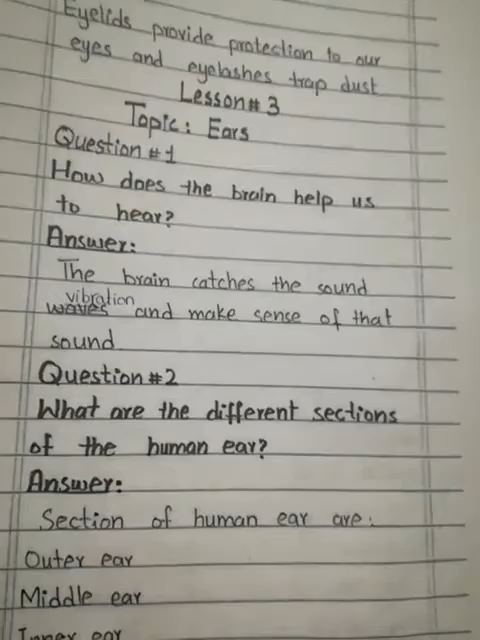 Eyelids provide protection to our
eyes and eyelashes trap dust
Lesson# 3
Topic: Ears
Question#1
How does the brain help us
to hear?
Answer:
The brain catches the sound
vibration
waves and make sense of that
sound
Question#2
What are the different sections
of the human ear?
Answer:
Section of human ear are:
Outer ear
Middle ear
Inner ear